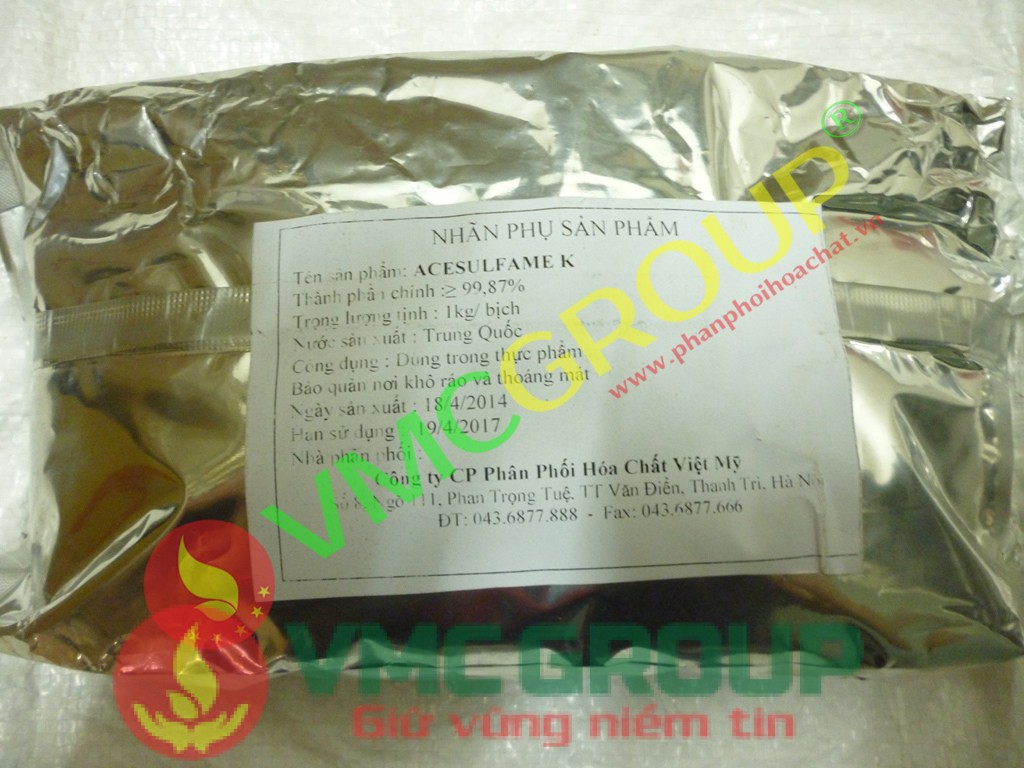 NHÃN PHỤ SẢN PHẨM
Tên sản phẩm: ACESULFAME K
Thành phần chính :≥ 99,87%
Trọng lượng tịnh : 1kg/ bịch
Nước sản xuất : Trung Quốc
Công dụng : Dùng trong thực phẩm
Bảo quản nơi khô ráo và thoáng mát
Ngày sản xuất : 18/4/2014
Hạn sử dụng : 19/4/2017
Nhà phân phối :
Công ty CP Phân Phối Hóa Chất Việt Mỹ
Ngõ 111, Phan Trọng Tuệ, TT Văn Điển, Thanh Trì, Hà Nội
ĐT: 043.6877.888 - Fax: 043.6877.666
VMCGROUP®
www.phanphoihoachat.vn
VMCGROUP
Giữ vững niềm tin